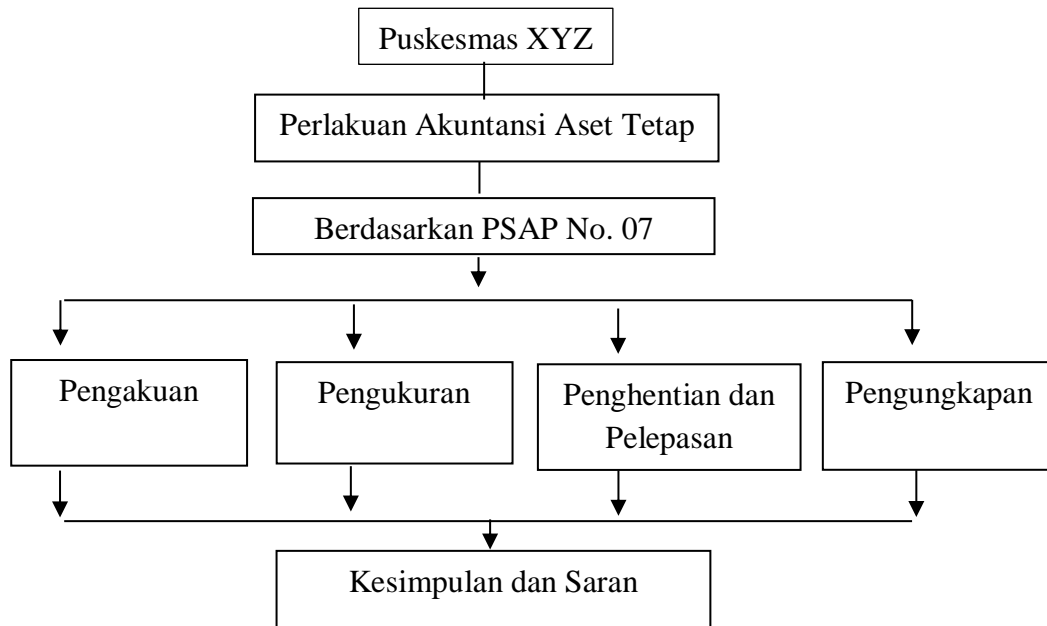 Puskesmas XYZ
Perlakuan Akuntansi Aset Tetap
Berdasarkan PSAP No. 07
Pengakuan
Pengukuran
Penghentian dan
Pelepasan
Pengungkapan
Kesimpulan dan Saran